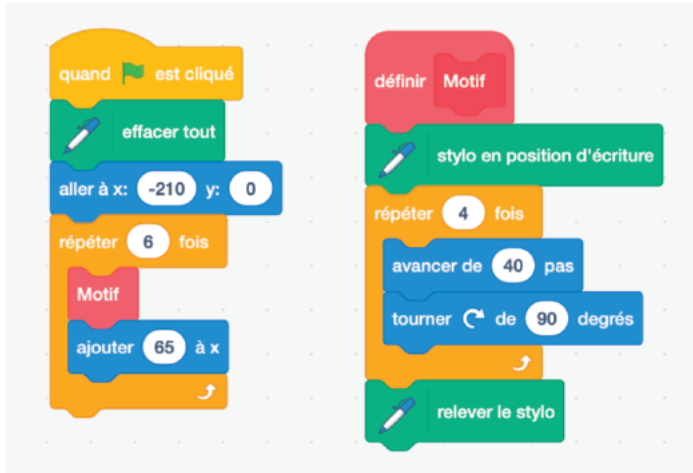 quand est cliqué
effacer tout
aller à x: -210 y: 0
répéter 6 fois
Motif
ajouter 65 à x
définir Motif
stylo en position d'écriture
répéter 4 fois
avancer de 40 pas
tourner de 90 degrés
relever le stylo